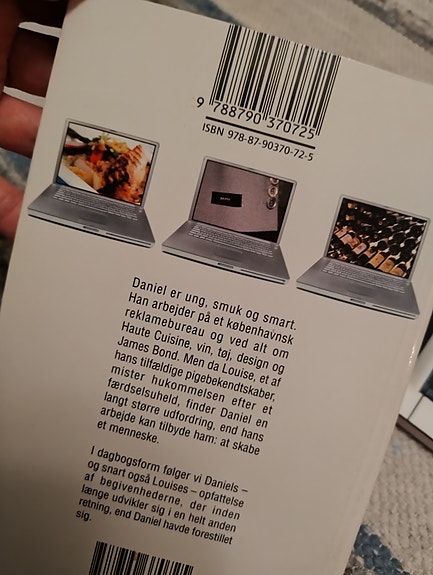 9 788790 370725
ISBN 978-87-90370-72-5
Daniel er ung, smuk og smart.
Han arbejder på et københavnsk
reklamebureau og ved alt om
Haute Cuisine, vin, tøj, design og
James Bond. Men da Louise, et af
hans tilfældige pigebekendtskaber,
mister hukommelsen efter et
færdselsuheld, finder Daniel en
langt større udfordring, end hans
arbejde kan tilbyde ham: at skabe
et menneske.
I dagbogsform følger vi Daniels –
og snart også Louises – opfattelse
af begivenhederne, der inden
længe udvikler sig i en helt anden
retning, end Daniel havde forestillet
sig.